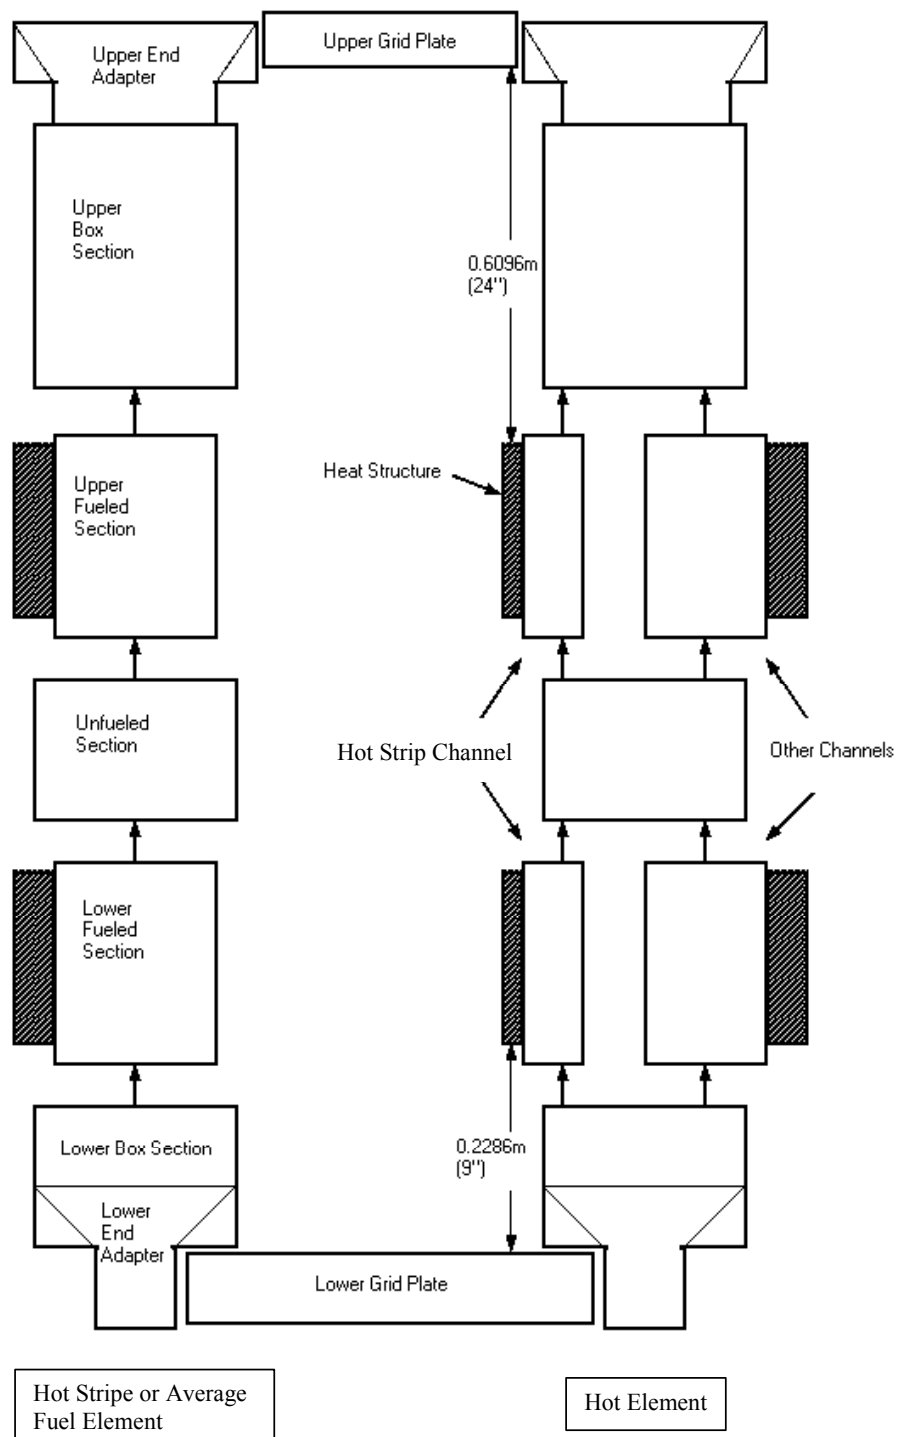 Upper End
Adapter
Upper Grid Plate
Upper
Box
Section
0.6096m
(24")
Heat Structure
Upper
Fueled
Section
Unfueled
Section
Hot Strip Channel
Other Channels
Lower
Fueled
Section
Lower Box Section
0.2286m
(9")
Lower
End
Adapter
Lower Grid Plate
Hot Stripe or Average
Fuel Element
Hot Element